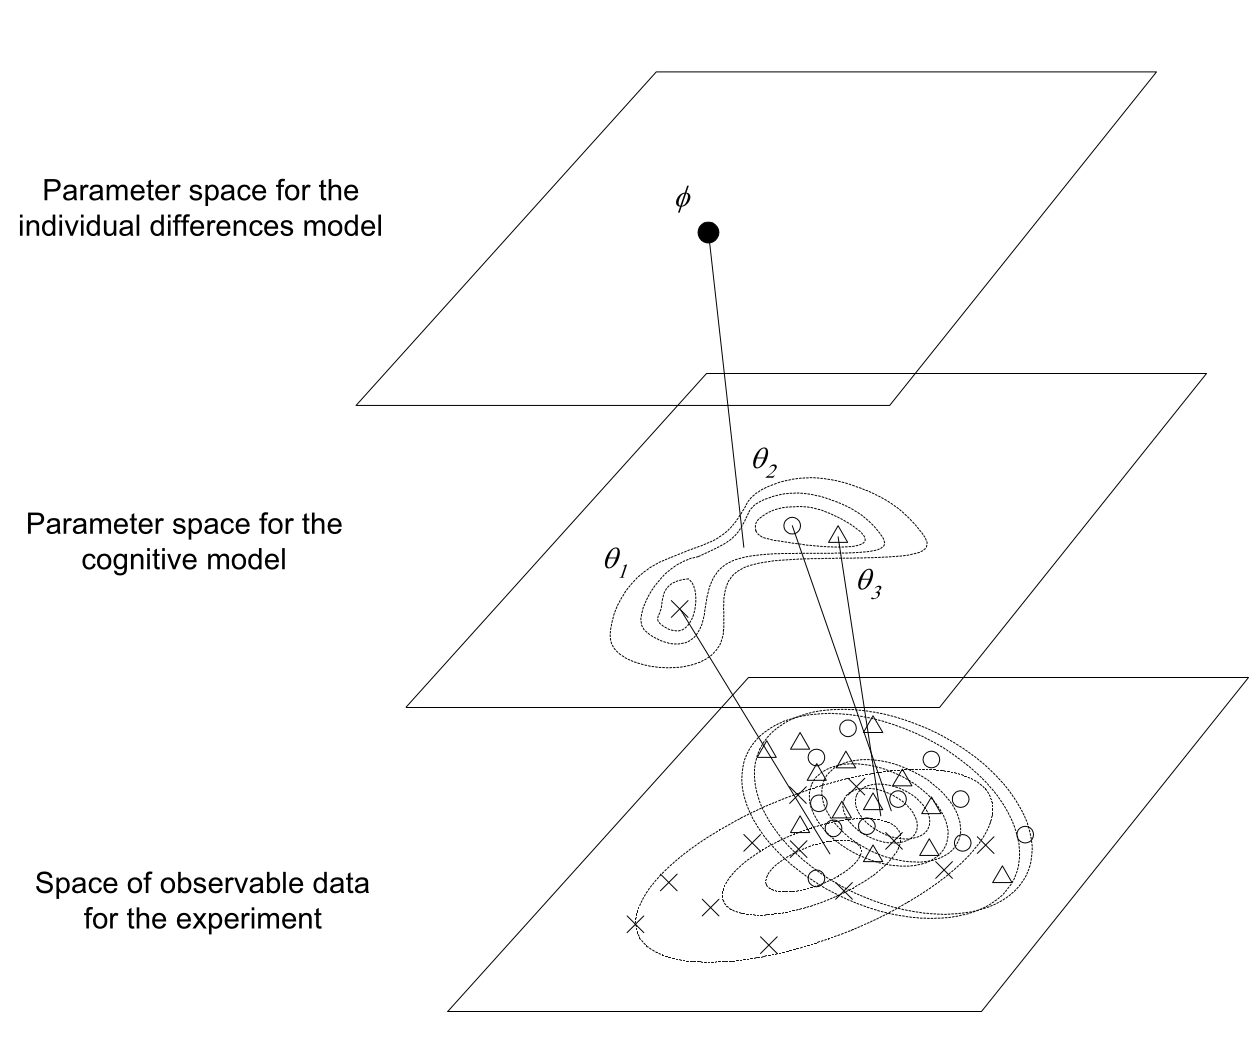 Parameter space for the
individual differences model
ϕ
Parameter space for the
cognitive model
θ2
θ1
θ3
Space of observable data
for the experiment